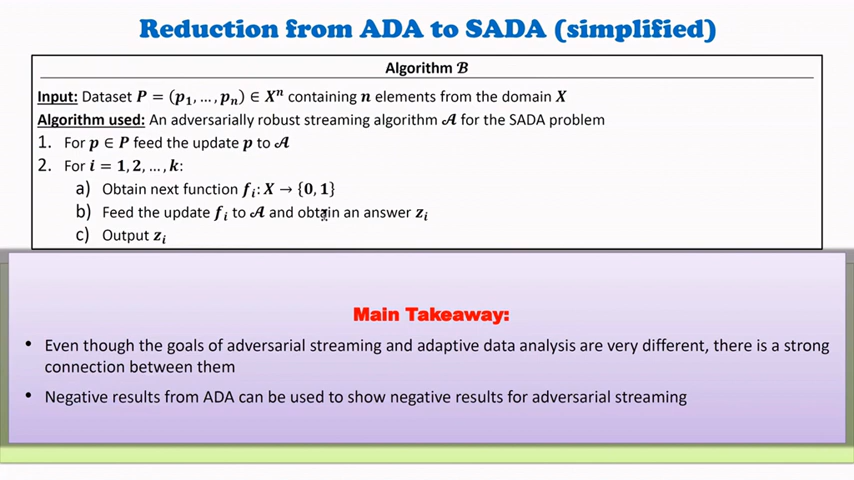 Reduction from ADA to SADA (simplified)
Algorithm ℬ
Input: Dataset P = (p₁, …, pₙ) ∈ Xⁿ containing n elements from the domain X
Algorithm used: An adversarially robust streaming algorithm 𝒜 for the SADA problem
1. For p ∈ P feed the update p to 𝒜
2. For i = 1, 2, …, k:
a) Obtain next function fᵢ: X → {0, 1}
b) Feed the update fᵢ to 𝒜 and obtain an answer zᵢ
c) Output zᵢ
Main Takeaway:
• Even though the goals of adversarial streaming and adaptive data analysis are very different, there is a strong
connection between them
• Negative results from ADA can be used to show negative results for adversarial streaming